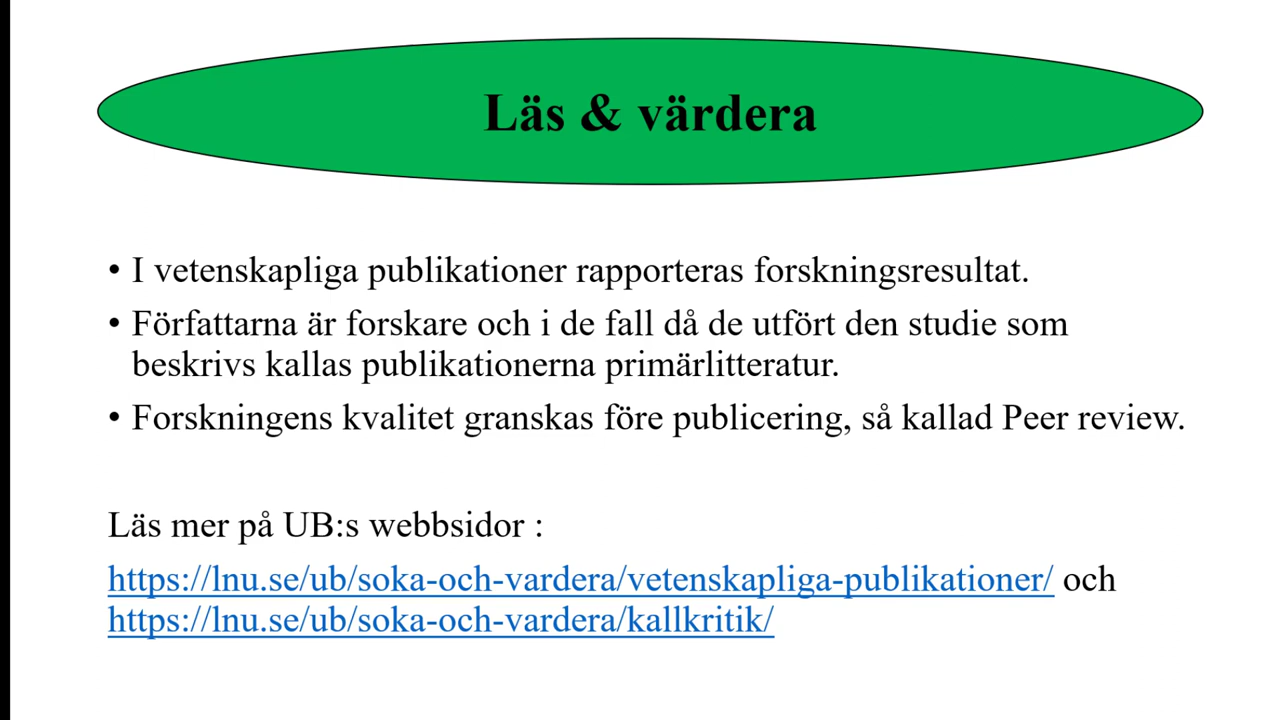 Läs & värdera
• I vetenskapliga publikationer rapporteras forskningsresultat.
• Författarna är forskare och i de fall då de utfört den studie som
beskrivs kallas publikationerna primärlitteratur.
• Forskningens kvalitet granskas före publicering, så kallad Peer review.
Läs mer på UB:s webbsidor :
https://lnu.se/ub/soka-och-vardera/vetenskapliga-publikationer/ och
https://lnu.se/ub/soka-och-vardera/kallkritik/